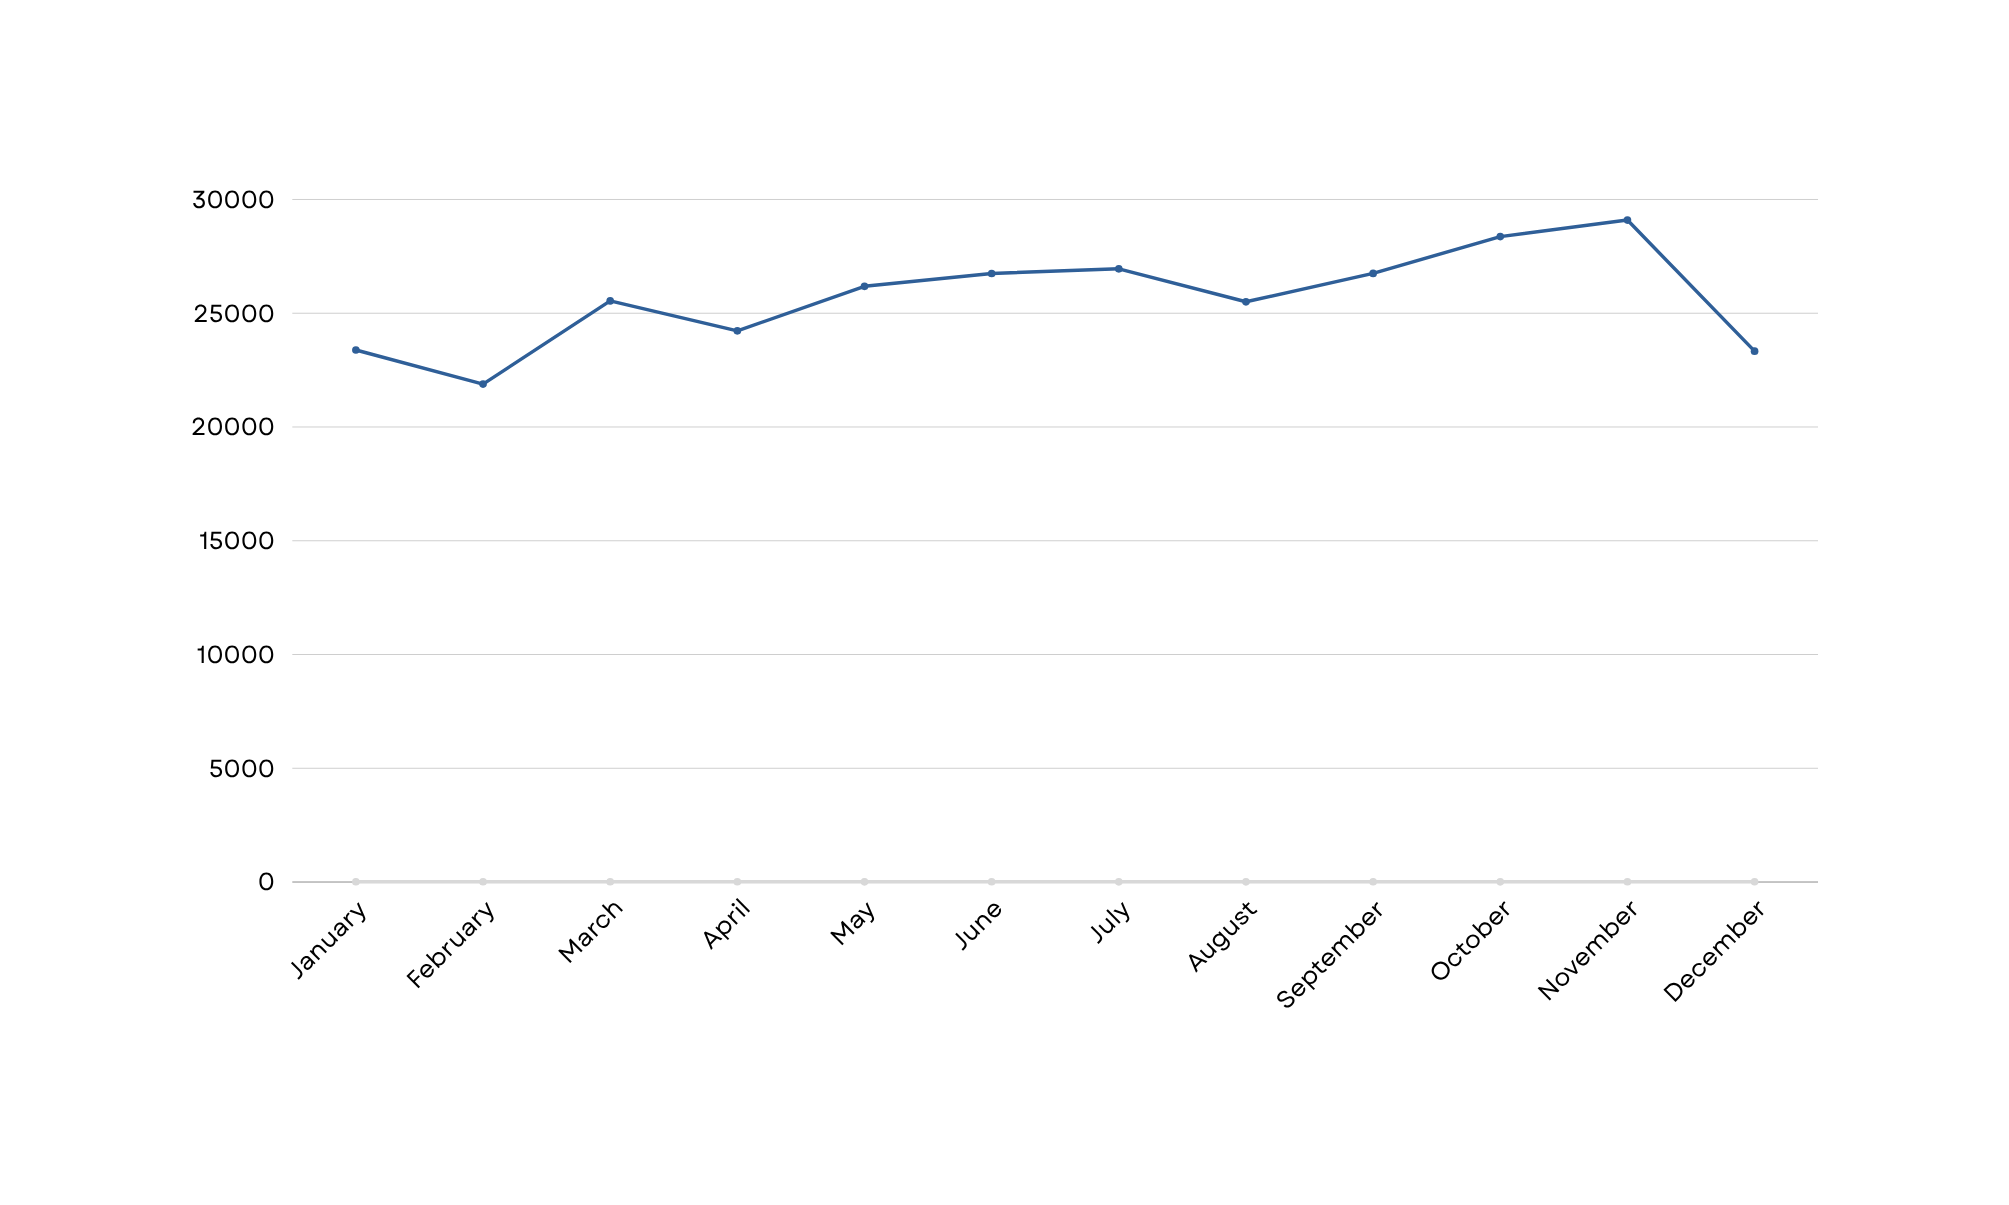 30000
25000
20000
15000
10000
5000
0
January
February
March
April
May
June
July
August
September
October
November
December